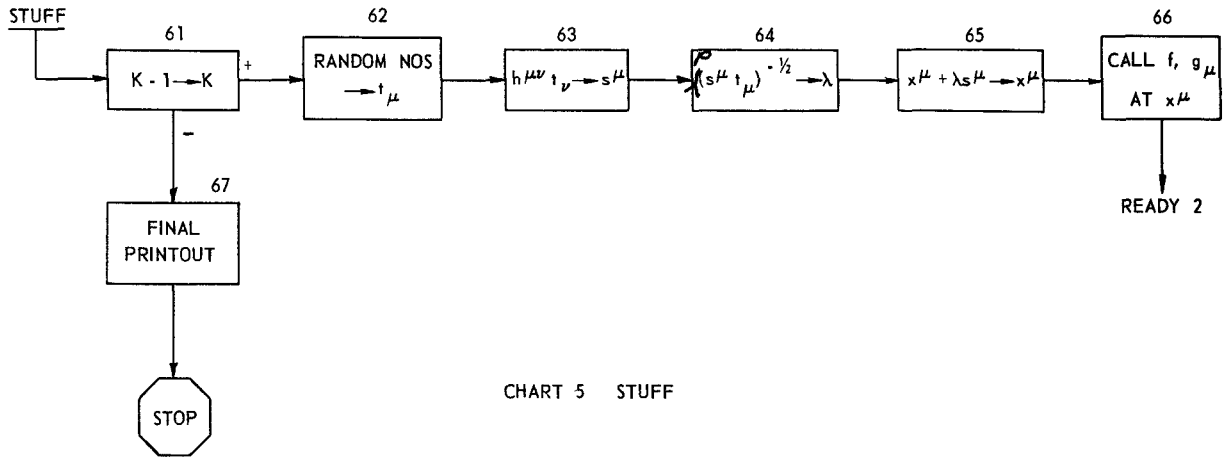 STUFF
61
K - 1 → K
+
−
62
RANDOM NOS
→ t_μ
63
h^μν t_ν → s^μ
64
(s^μ t_μ)^-½ → λ
65
x^μ + λs^μ → x^μ
66
CALL f, g_μ
AT x^μ
READY 2
67
FINAL
PRINTOUT
STOP
CHART 5 STUFF